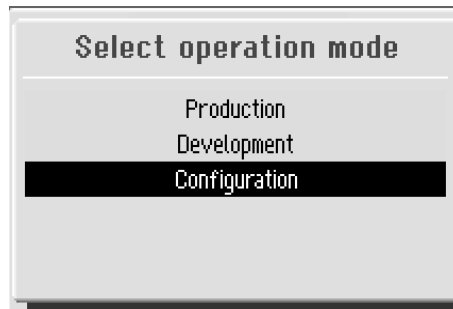 Select operation mode
Production
Development
Configuration